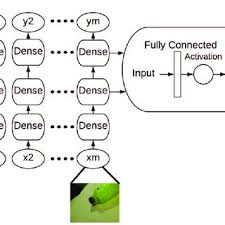 y2 ym
Dense Dense
Fully Connected
Activation
Input
Dense Dense
Dense Dense
x2 xm